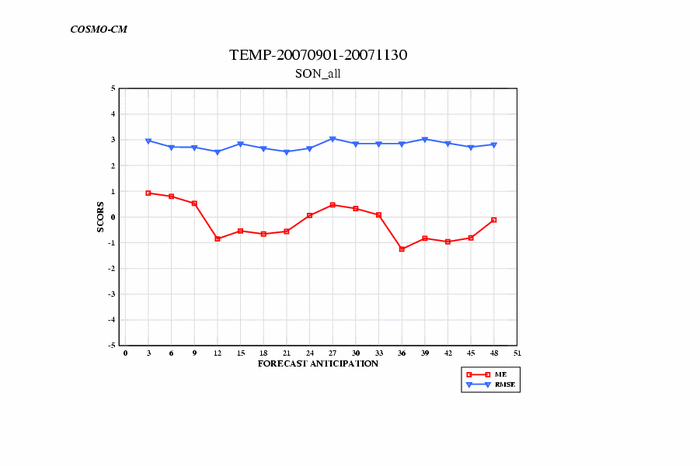 COSMO-CM
TEMP-20070901-20071130
SON_all
5
4
3
2
1
0
-1
-2
-3
-4
-5
SCORS
0 3 6 9 12 15 18 21 24 27 30 33 36 39 42 45 48 51
FORECAST ANTICIPATION
ME
RMSE